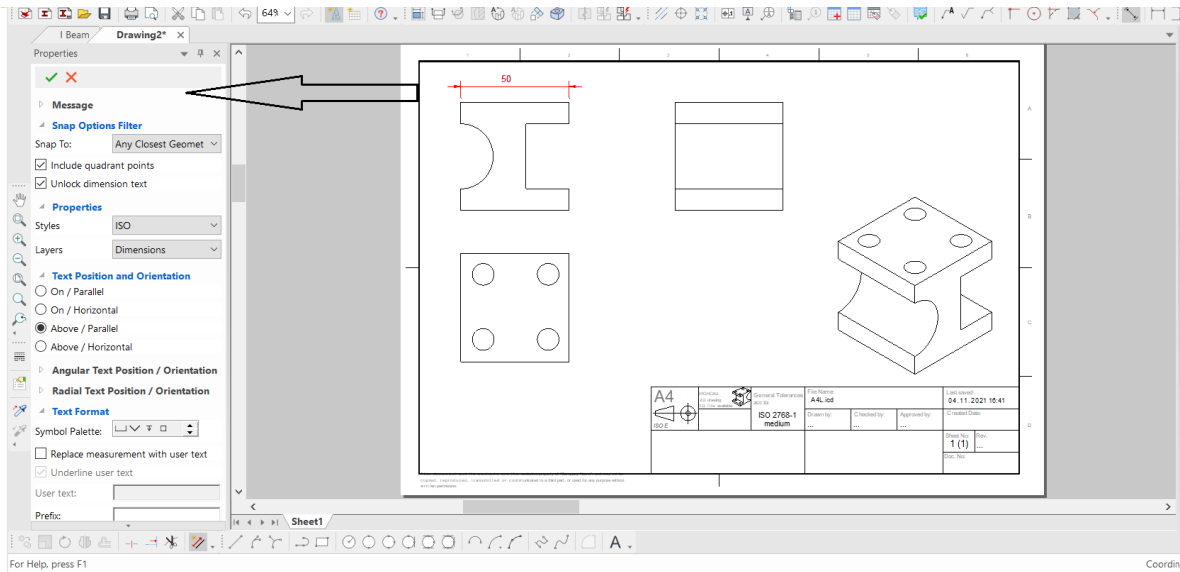 64%
I Beam
Drawing2*
Properties
Message
Snap Options Filter
Snap To:
Any Closest Geomet
Include quadrant points
Unlock dimension text
Properties
Styles
ISO
Layers
Dimensions
Text Position and Orientation
On / Parallel
On / Horizontal
Above / Parallel
Above / Horizontal
Angular Text Position / Orientation
Radial Text Position / Orientation
Text Format
Symbol Palette:
Replace measurement with user text
Underline user text
User text:
Prefix:
50
A
B
C
D
A4
ISO E
General Tolerances
acc to:
ISO 2768-1
medium
File Name:
A4L.icd
Drawn by:
...
Checked by:
...
Approved by:
...
Last saved:
04.11.2021 16:41
Created Date:
Sheet No:
1 (1)
Rev.
...
Doc. No:
Sheet1
A
For Help, press F1
Coordin